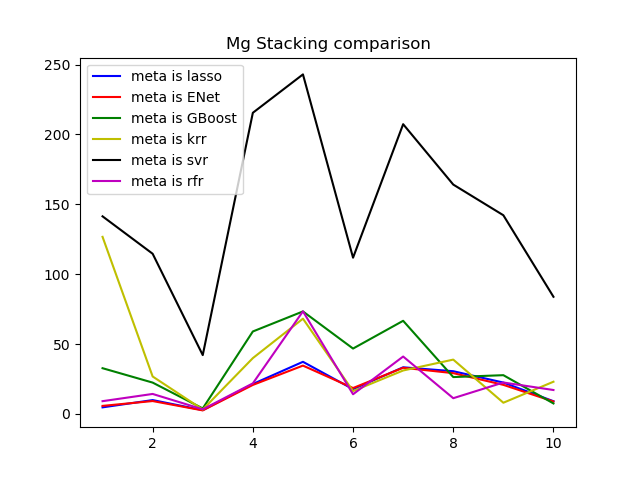 Mg Stacking comparison
250
200
150
100
50
0
meta is lasso
meta is ENet
meta is GBoost
meta is krr
meta is svr
meta is rfr
2
4
6
8
10